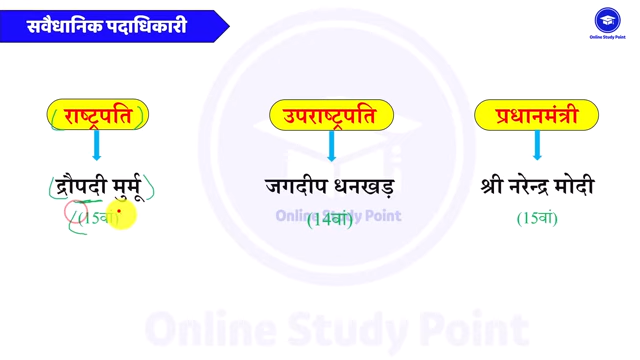 सवैधानिक पदाधिकारी
Online Study Point
राष्ट्रपति
उपराष्ट्रपति
प्रधानमंत्री
द्रौपदी मुर्मू
जगदीप धनखड़
श्री नरेन्द्र मोदी
Online Study Point
(15वां)
(14वां)
(15वां)
Online Study Point